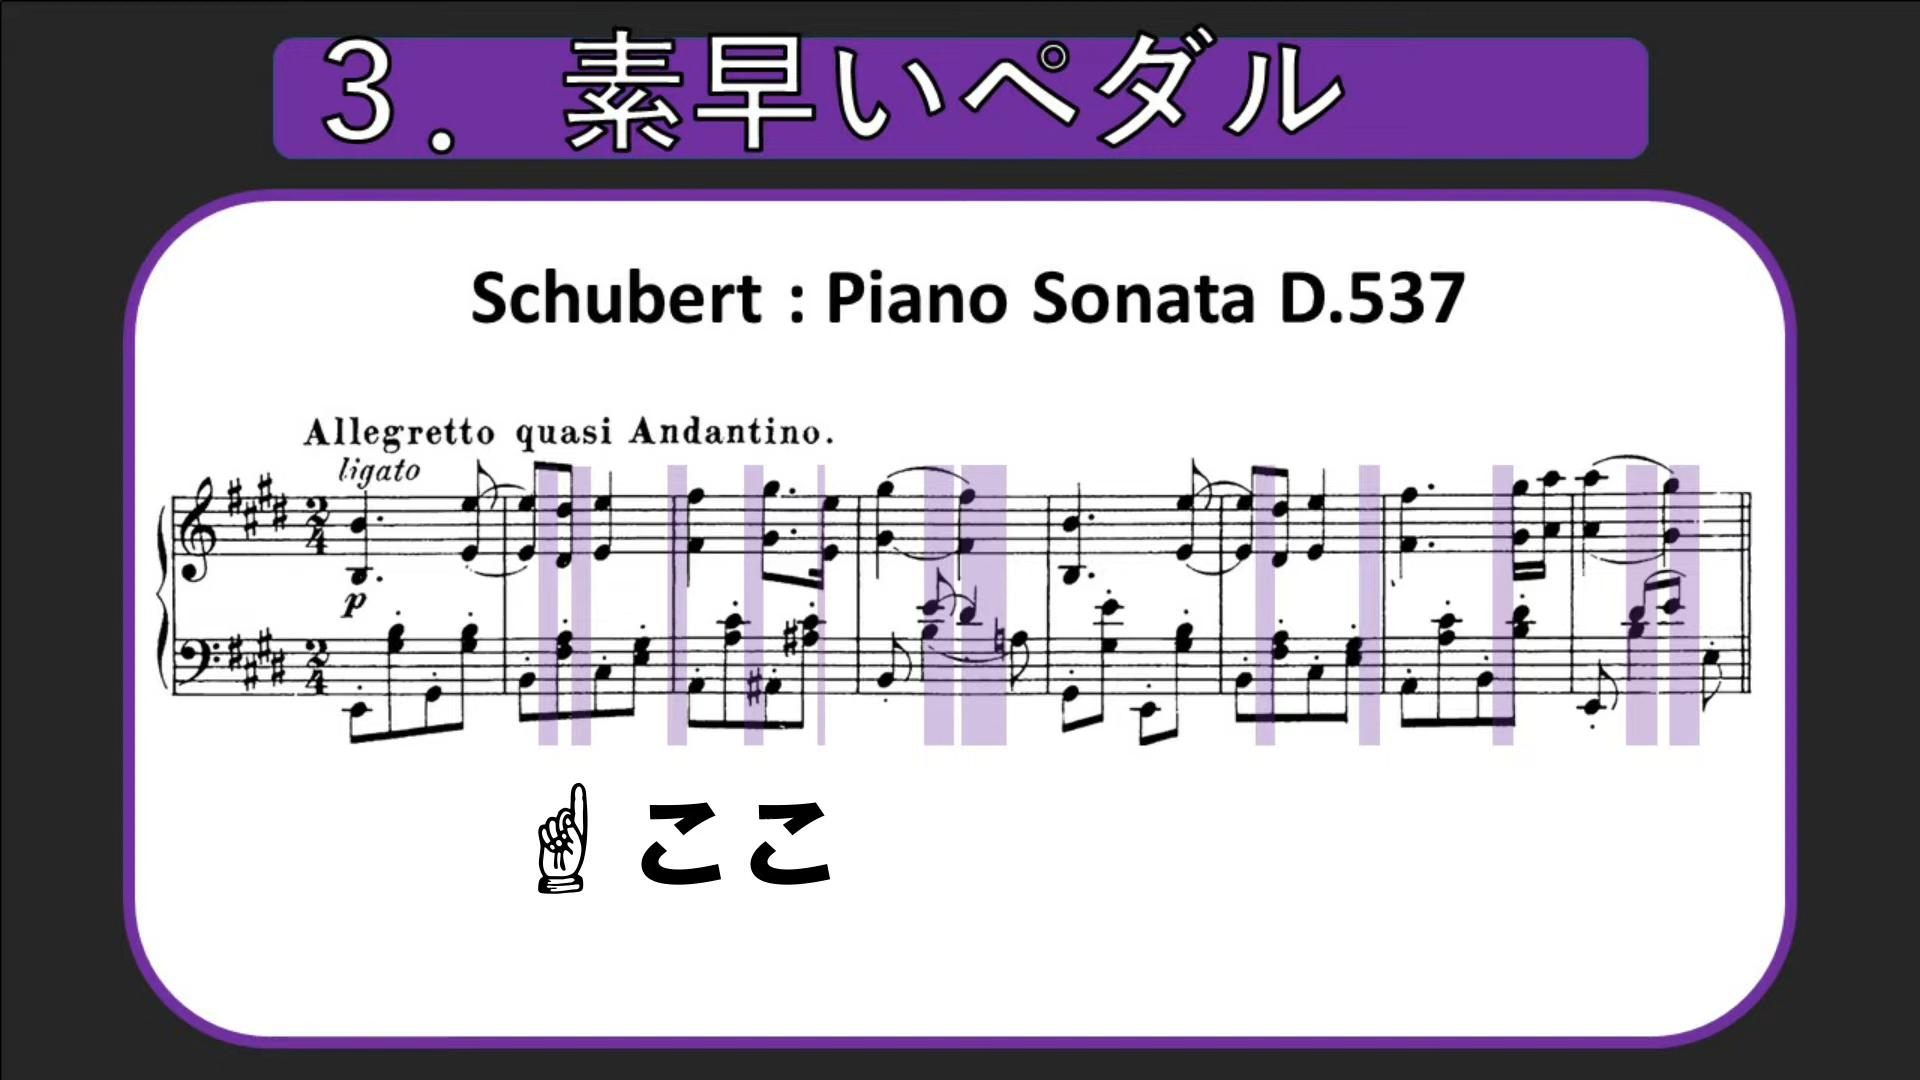 3. 素早いペダル
Schubert : Piano Sonata D.537
Allegretto quasi Andantino.
ligato
p
ここ